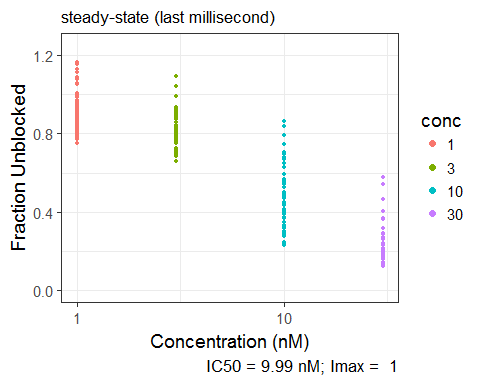 steady-state (last millisecond)
Fraction Unblocked
1.2
0.8
0.4
0.0
1
10
Concentration (nM)
IC50 = 9.99 nM; Imax =  1
conc
1
3
10
30